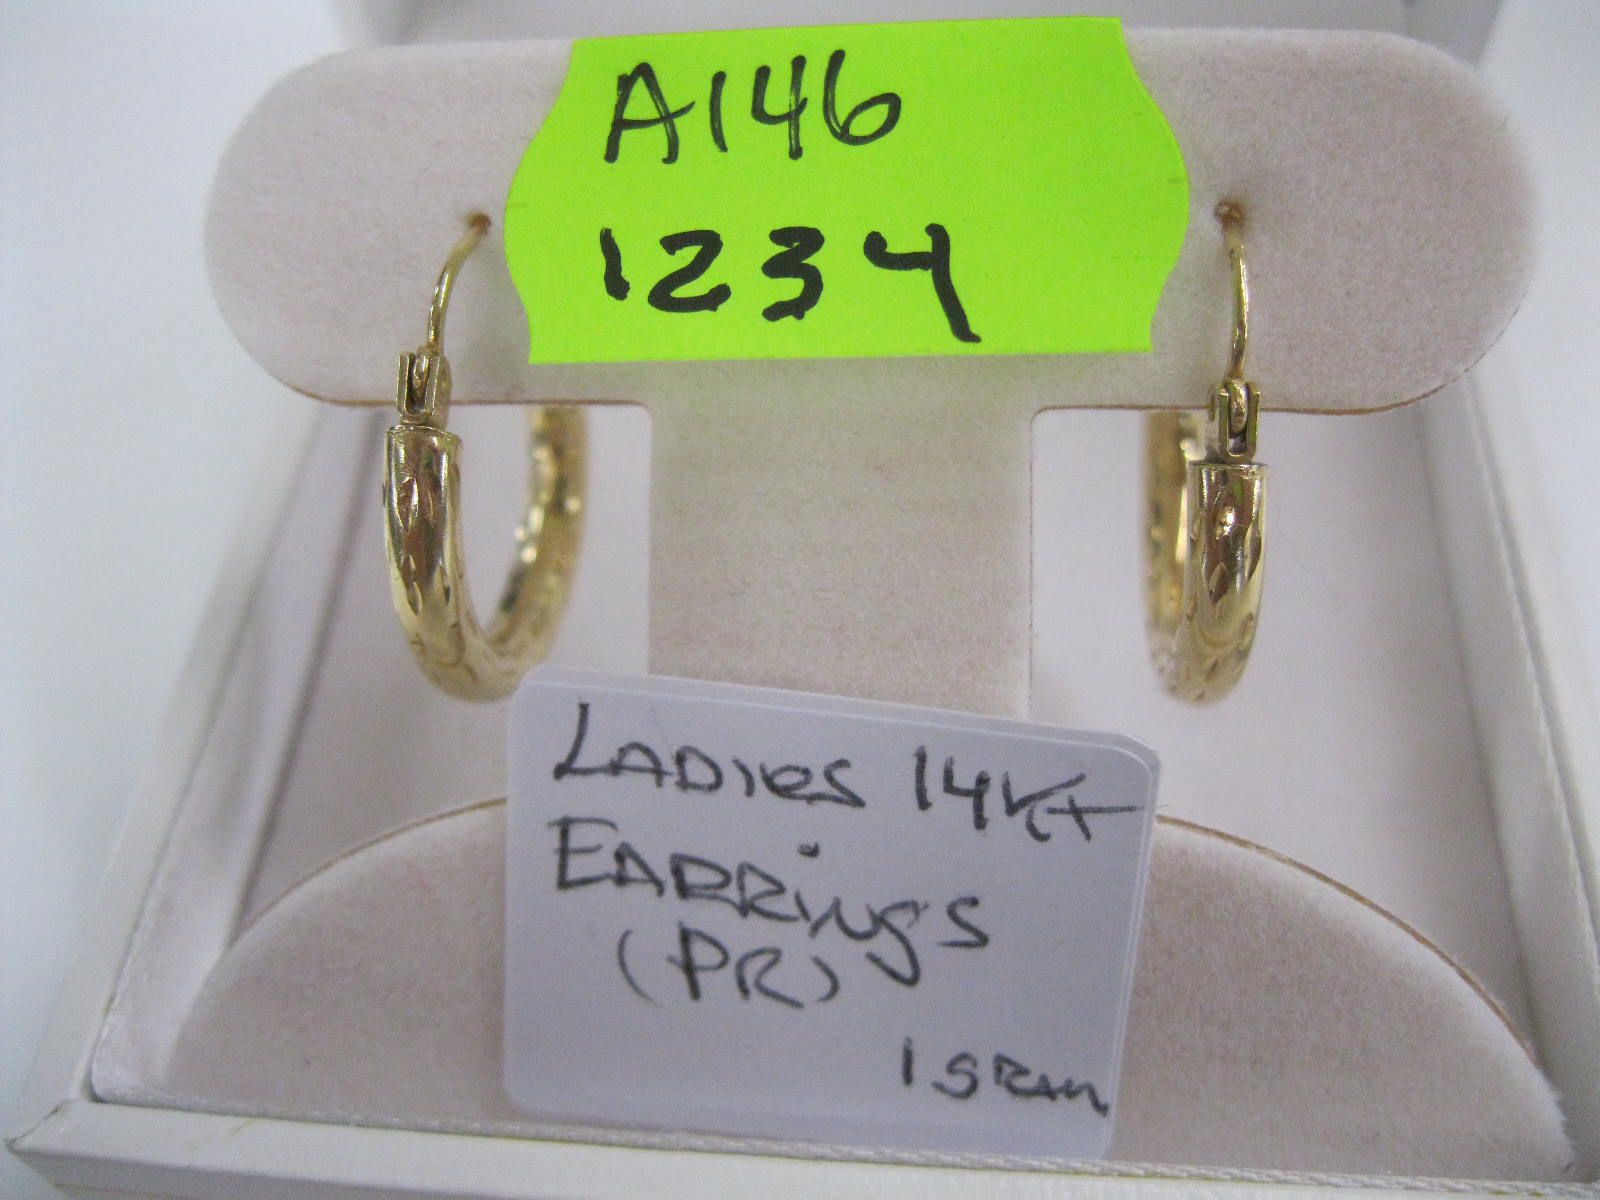 A146
1234
LADIES 14Kt
EARRINGS
(PR)
1 GRAM